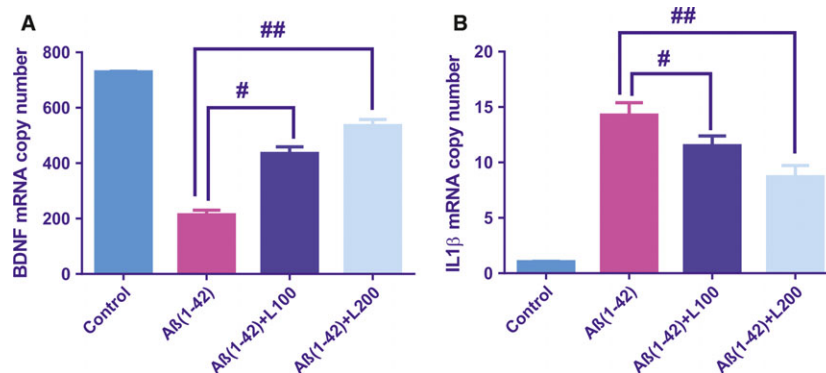 A
BDNF mRNA copy number
800
600
400
200
0
##
#
Control
Aß(1-42)
Aß(1-42)+L100
Aß(1-42)+L200
B
IL1β mRNA copy number
20
15
10
5
0
##
#
Control
Aß(1-42)
Aß(1-42)+L100
Aß(1-42)+L200